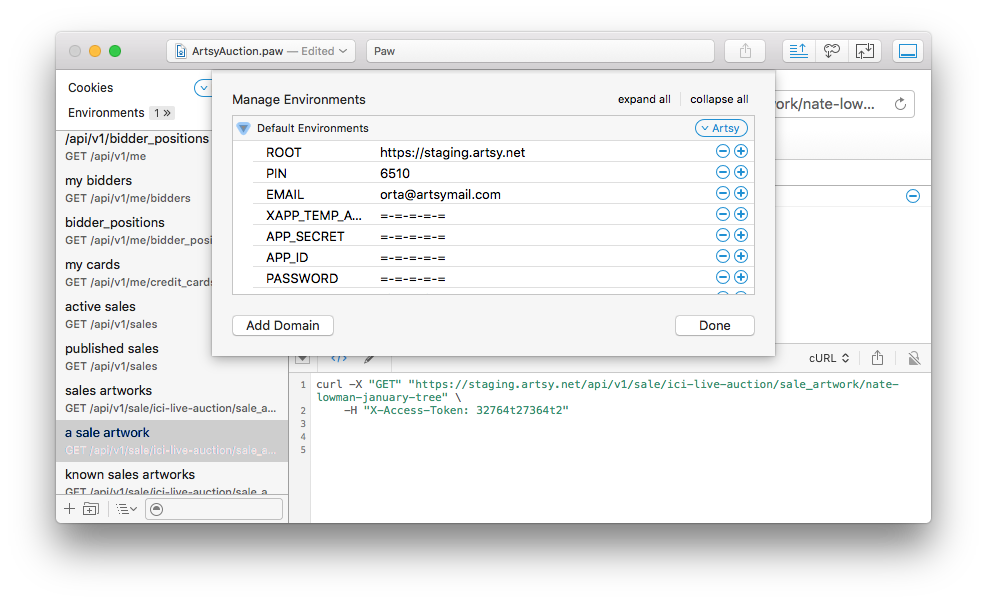 ArtsyAuction.paw — Edited
Paw
Cookies
Environments 1 »
/api/v1/bidder_positions
GET /api/v1/me
my bidders
GET /api/v1/me/bidders
bidder_positions
GET /api/v1/me/bidder_posi
my cards
GET /api/v1/me/credit_cards
active sales
GET /api/v1/sales
published sales
GET /api/v1/sales
sales artworks
GET /api/v1/sale/ici-live-auction/sale_a...
a sale artwork
GET /api/v1/sale/ici-live-auction/sale_a...
known sales artworks
GET /api/v1/sale/ici-live-auction/sale_a
Manage Environments
expand all
collapse all
Default Environments
Artsy
ROOT https://staging.artsy.net
PIN 6510
EMAIL orta@artsymail.com
XAPP_TEMP_A... =-=-=-=-=
APP_SECRET =-=-=-=-=
APP_ID =-=-=-=-=
PASSWORD =-=-=-=-=
Add Domain
Done
ork/nate-low...
cURL
1 curl -X "GET" "https://staging.artsy.net/api/v1/sale/ici-live-auction/sale_artwork/nate-
lowman-january-tree" \
2 -H "X-Access-Token: 32764t27364t2"
3
4
5